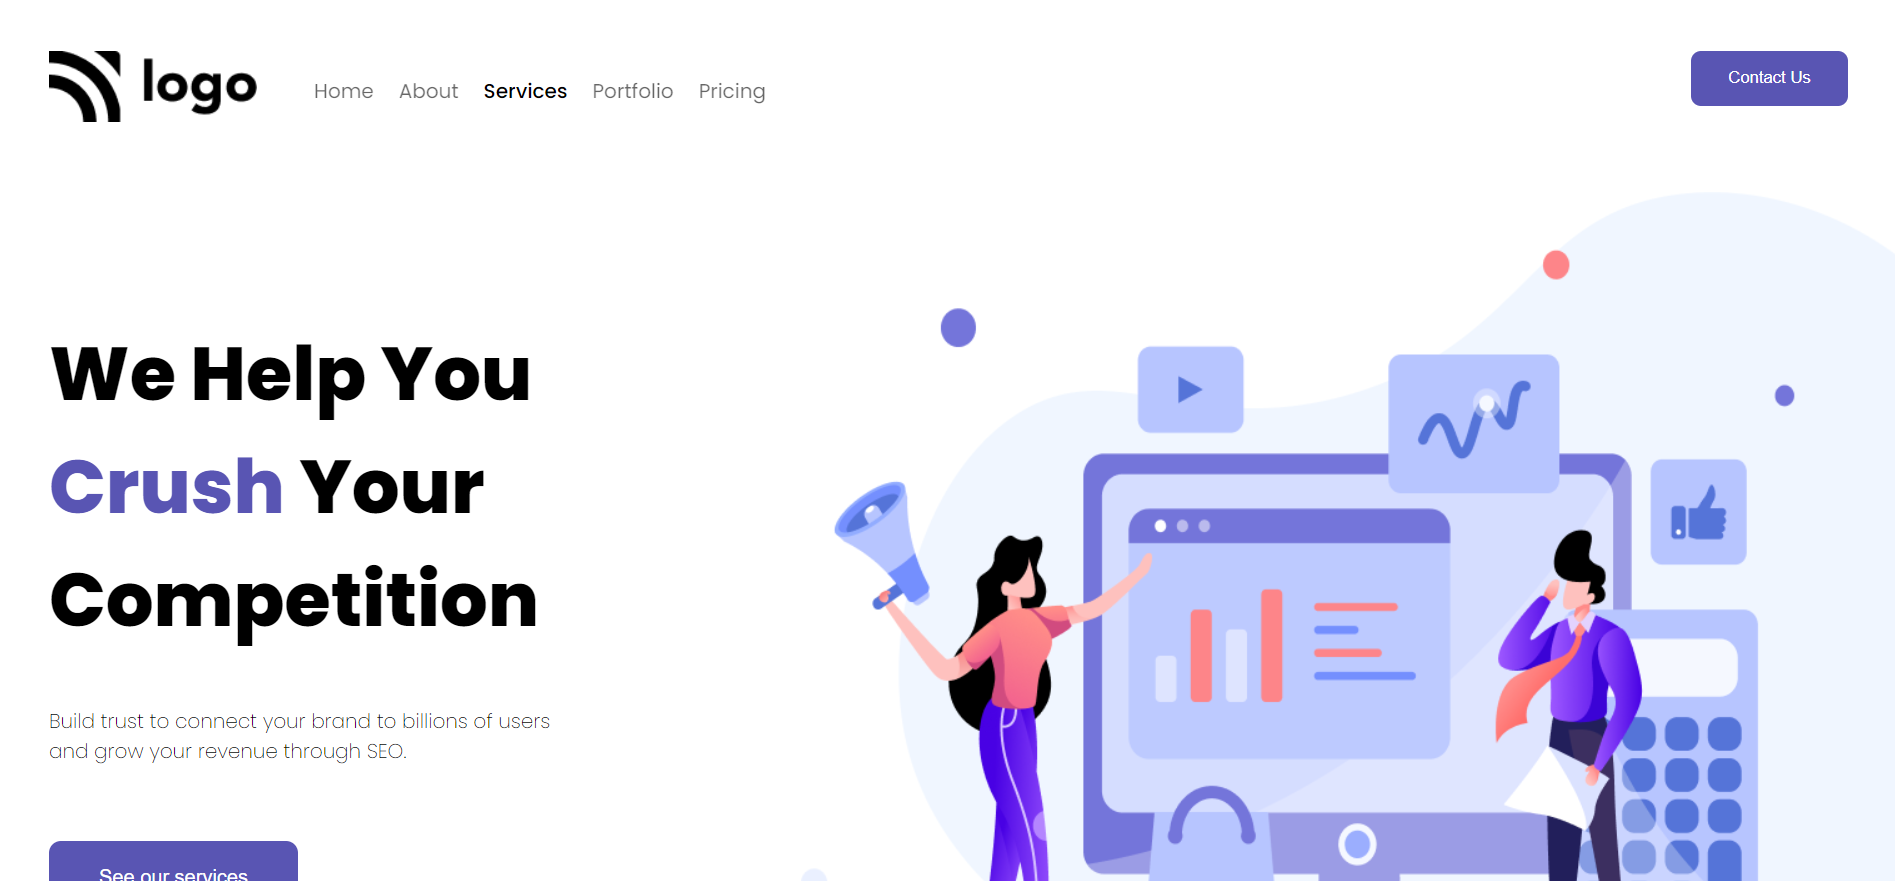 logo
Home About Services Portfolio Pricing
Contact Us
We Help You
Crush Your
Competition
Build trust to connect your brand to billions of users
and grow your revenue through SEO.
See our services